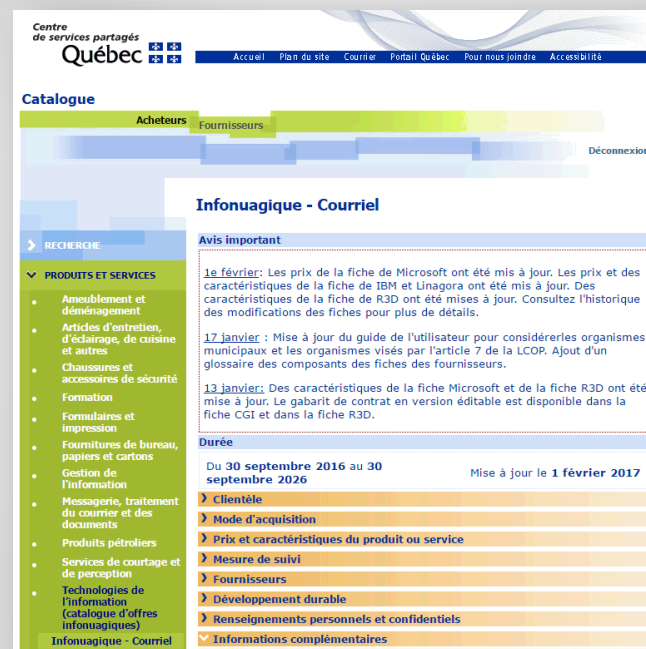 Centre
de services partagés
Québec
Accueil Plan du site Courrier Portail Québec Pour nous joindre Accessibilité
Catalogue
Acheteurs Fournisseurs
Déconnexion
Infonuagique - Courriel
Avis important
1e février: Les prix de la fiche de Microsoft ont été mis à jour. Les prix et des
caractéristiques de la fiche de IBM et Linagora ont été mis à jour. Des
caractéristiques de la fiche de R3D ont été mises à jour. Consultez l'historique
des modifications des fiches pour plus de détails.
17 janvier : Mise à jour du guide de l'utilisateur pour considérerles organismes
municipaux et les organismes visés par l'article 7 de la LCOP. Ajout d'un
glossaire des composants des fiches des fournisseurs.
13 janvier: Des caractéristiques de la fiche Microsoft et de la fiche R3D ont été
mise à jour. Le gabarit de contrat en version éditable est disponible dans la
fiche CGI et dans la fiche R3D.
Durée
Du 30 septembre 2016 au 30
septembre 2026
Mise à jour le 1 février 2017
Clientèle
Mode d'acquisition
Prix et caractéristiques du produit ou service
Mesure de suivi
Fournisseurs
Développement durable
Renseignements personnels et confidentiels
Informations complémentaires
RECHERCHE
PRODUITS ET SERVICES
Ameublement et
déménagement
Articles d'entretien,
d'éclairage, de cuisine
et autres
Chaussures et
accessoires de sécurité
Formation
Formulaires et
impression
Fournitures de bureau,
papiers et cartons
Gestion de
l'information
Messagerie, traitement
du courrier et des
documents
Produits pétroliers
Services de courtage et
de perception
Technologies de
l'information
(catalogue d'offres
infonuagiques)
Infonuagique - Courriel